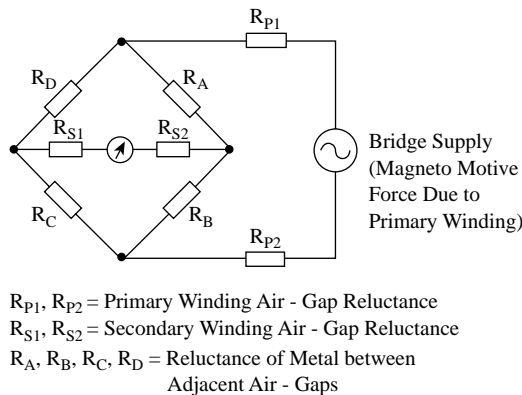 R_P1
R_D
R_A
R_S1
R_S2
Bridge Supply
(Magneto Motive
Force Due to
Primary Winding)
R_C
R_B
R_P2
R_P1, R_P2 = Primary Winding Air - Gap Reluctance
R_S1, R_S2 = Secondary Winding Air - Gap Reluctance
R_A, R_B, R_C, R_D = Reluctance of Metal between
Adjacent Air - Gaps